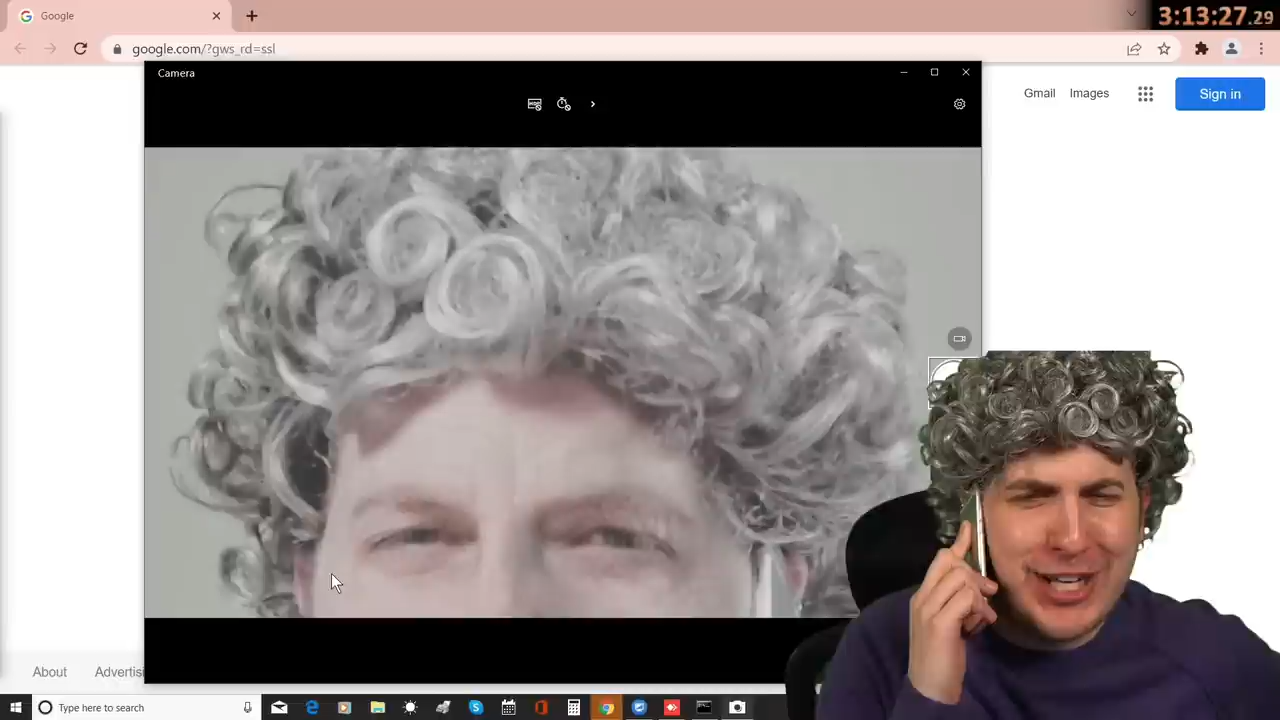 Google
3:13:27.29
google.com/?gws_rd=ssl
Camera
Gmail
Images
Sign in
About
Advertisi
Type here to search